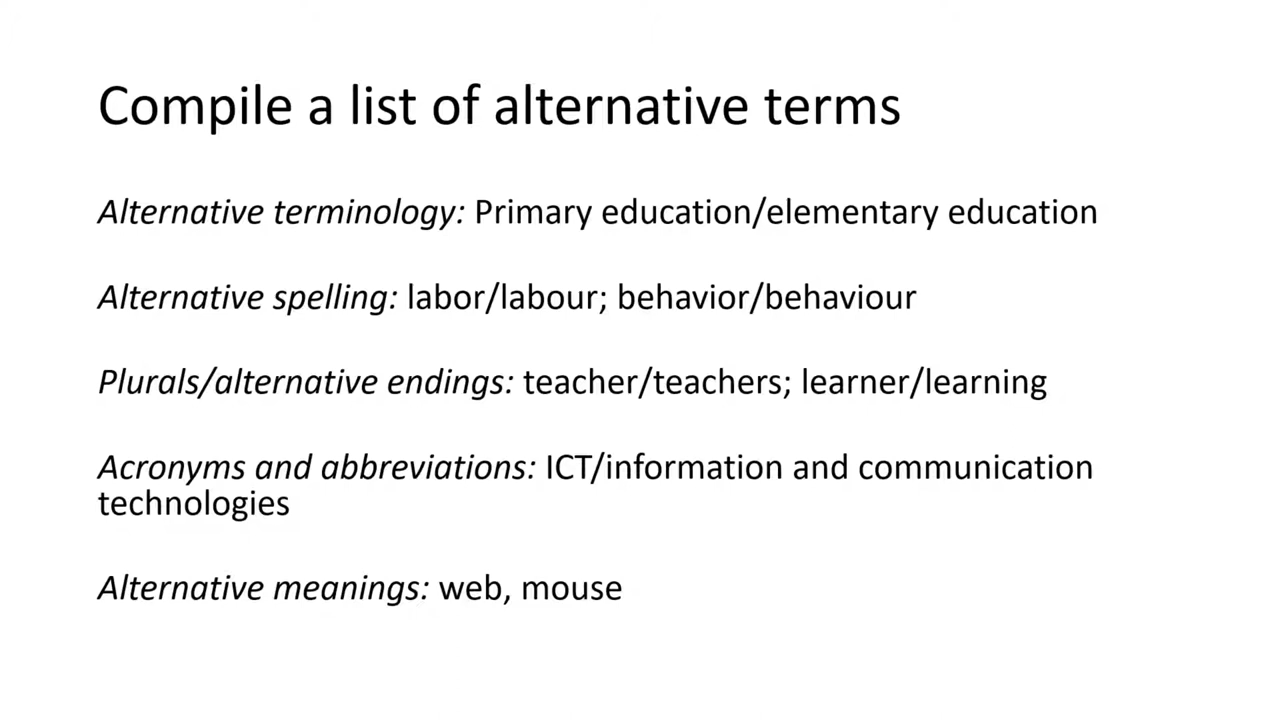 Compile a list of alternative terms
Alternative terminology: Primary education/elementary education
Alternative spelling: labor/labour; behavior/behaviour
Plurals/alternative endings: teacher/teachers; learner/learning
Acronyms and abbreviations: ICT/information and communication
technologies
Alternative meanings: web, mouse